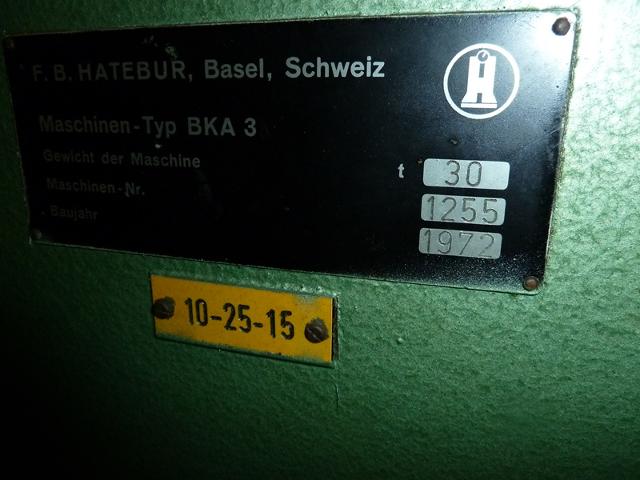 F. B. HATEBUR, Basel, Schweiz
Maschinen-Typ BKA 3
Gewicht der Maschine t 30
Maschinen-Nr. 1255
Baujahr 1972
10-25-15